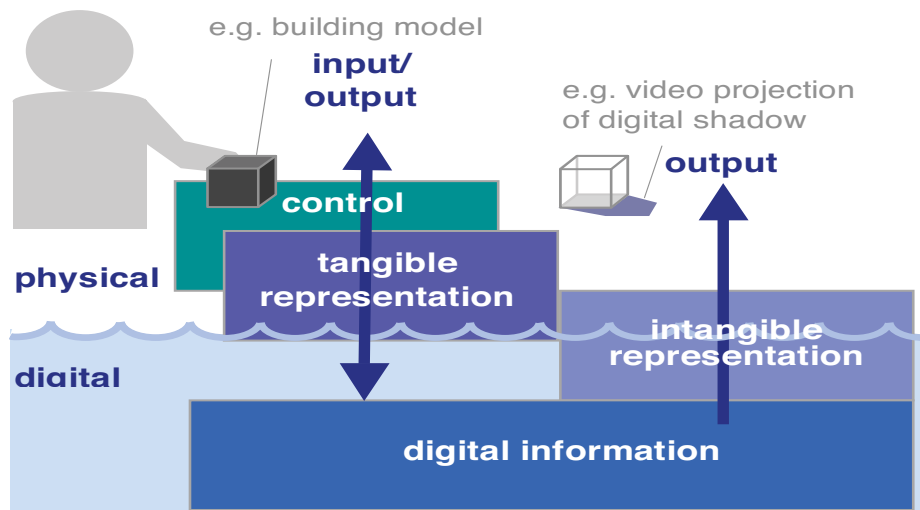 e.g. building model
input/
output
e.g. video projection
of digital shadow
output
control
tangible
representation
physical
intangible
representation
digital
digital information